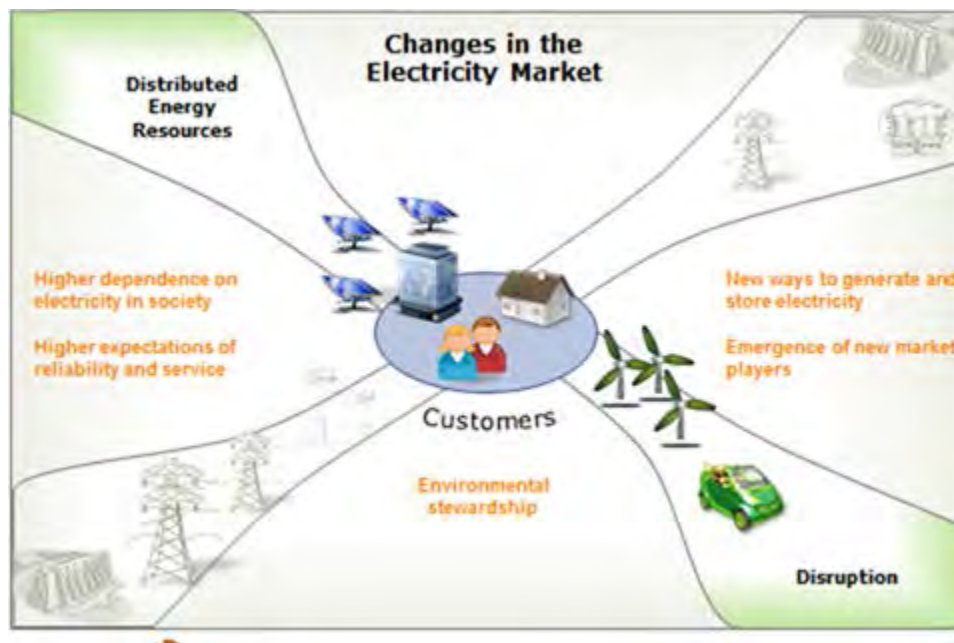 Changes in the
Electricity Market
Distributed
Energy
Resources
Higher dependence on
electricity in society
Higher expectations of
reliability and service
New ways to generate and
store electricity
Emergence of new market
players
Customers
Environmental
stewardship
Disruption